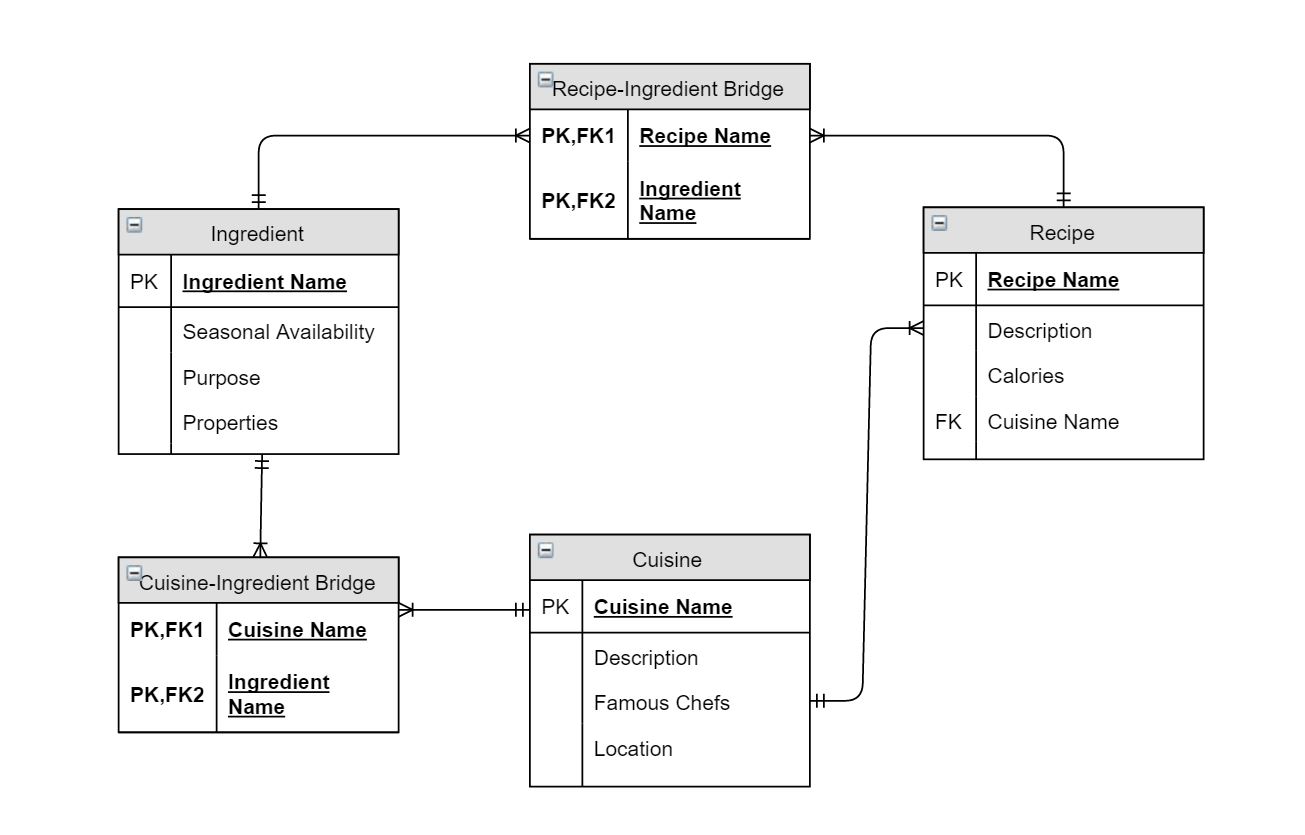 Recipe-Ingredient Bridge
PK,FK1 Recipe Name
PK,FK2 Ingredient
Name
Ingredient
PK Ingredient Name
Seasonal Availability
Purpose
Properties
Recipe
PK Recipe Name
Description
Calories
FK Cuisine Name
Cuisine-Ingredient Bridge
PK,FK1 Cuisine Name
PK,FK2 Ingredient
Name
Cuisine
PK Cuisine Name
Description
Famous Chefs
Location